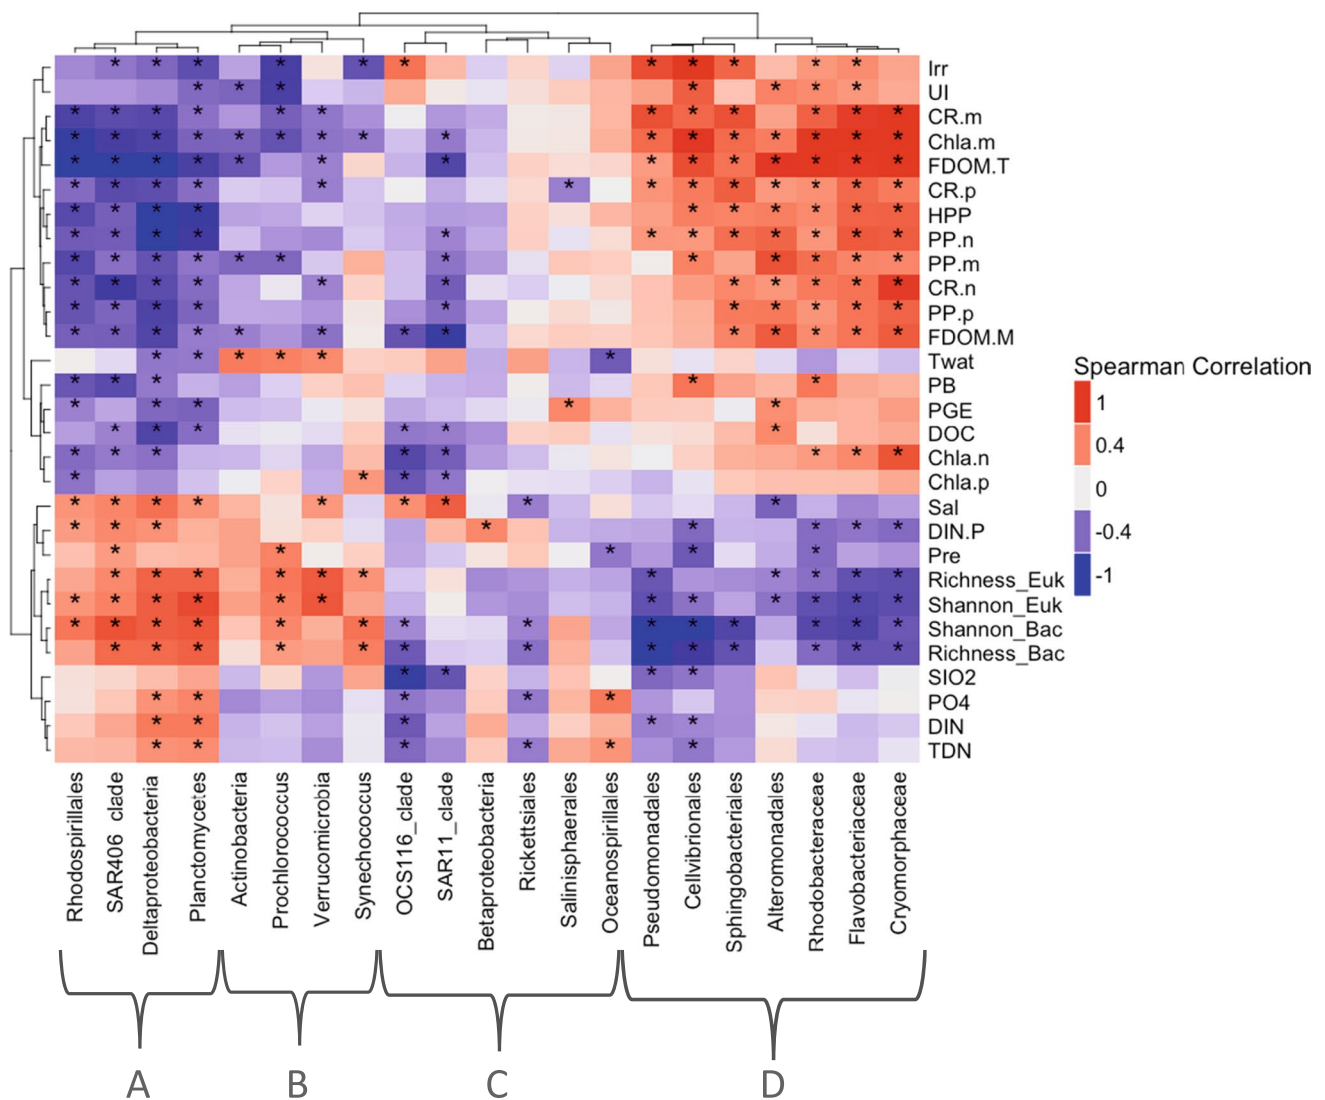 Irr
UI
CR.m
Chla.m
FDOM.T
CR.p
HPP
PP.n
PP.m
CR.n
PP.p
FDOM.M
Twat
PB
PGE
DOC
Chla.n
Chla.p
Sal
DIN.P
Pre
Richness_Euk
Shannon_Euk
Shannon_Bac
Richness_Bac
SIO2
PO4
DIN
TDN
Spearman Correlation
1
0.4
0
-0.4
-1
Rhodospirillales
SAR406 clade
Deltaproteobacteria
Planctomycetes
Actinobacteria
Prochlorococcus
Verrucomicrobia
Synechococcus
OCS116_clade
SAR11_clade
Betaproteobacteria
Rickettsiales
Salinisphaerales
Oceanospirillales
Pseudomonadales
Cellvibrionales
Sphingobacteriales
Alteromonadales
Rhodobacteraceae
Flavobacteriaceae
Cryomorphaceae
A
B
C
D